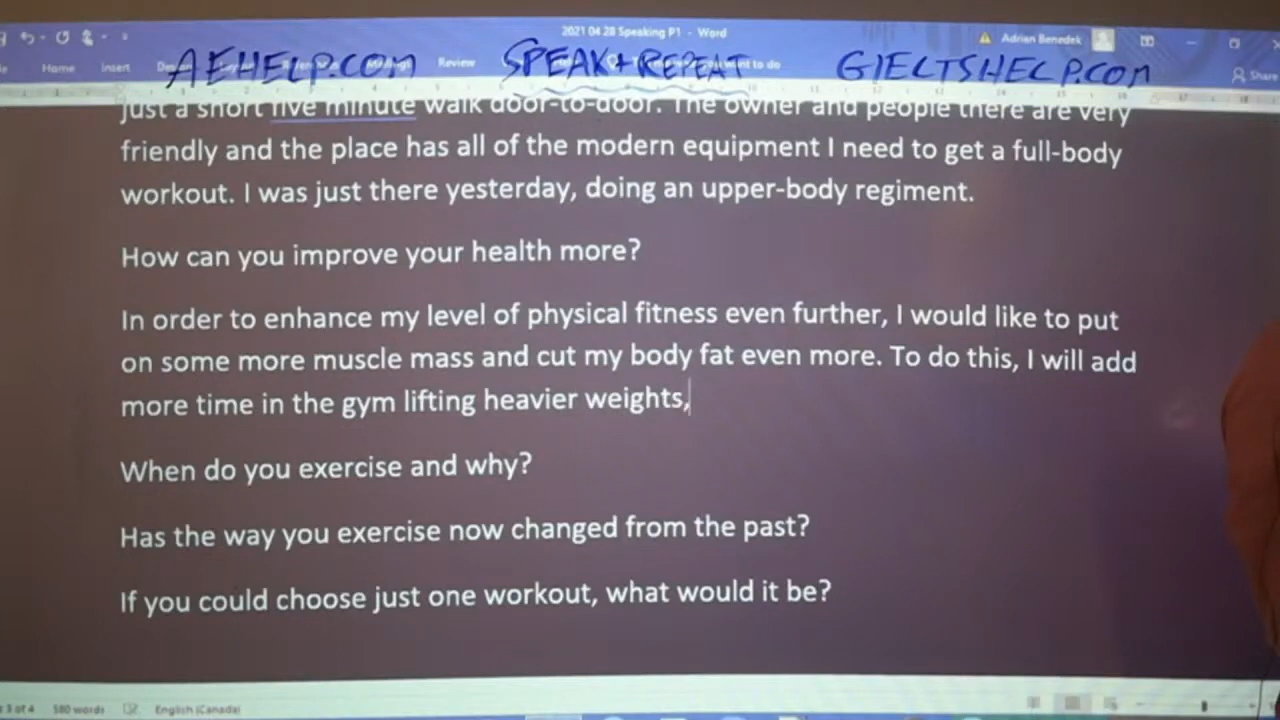 2021 04 28 Speaking P1 - Word
Adrian Benedek
Home Insert Review do
Share
AEHELP.COM SPEAK+REPEAT GIELTSHELP.COM
just a short five minute walk door-to-door. The owner and people there are very
friendly and the place has all of the modern equipment I need to get a full-body
workout. I was just there yesterday, doing an upper-body regiment.
How can you improve your health more?
In order to enhance my level of physical fitness even further, I would like to put
on some more muscle mass and cut my body fat even more. To do this, I will add
more time in the gym lifting heavier weights,
When do you exercise and why?
Has the way you exercise now changed from the past?
If you could choose just one workout, what would it be?
3 of 4 580 words English (Canada)